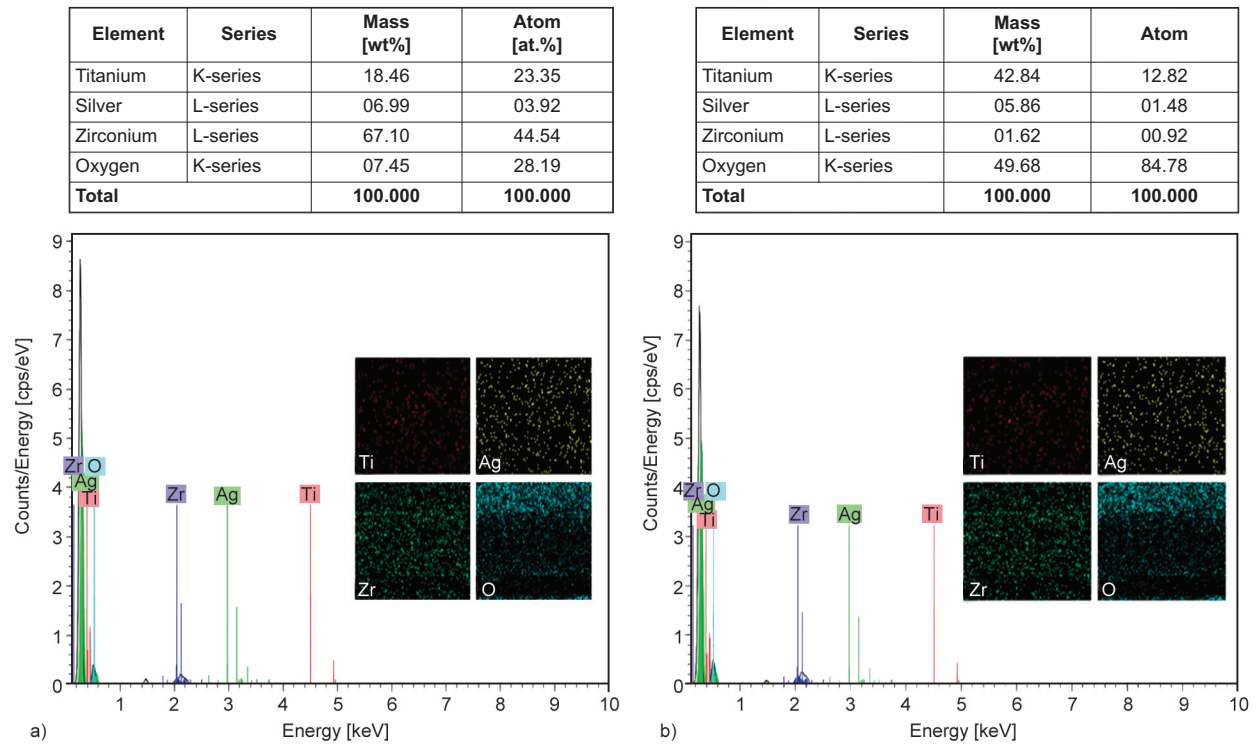 Element Series Mass [wt%] Atom [at.%]
Titanium K-series 18.46 23.35
Silver L-series 06.99 03.92
Zirconium L-series 67.10 44.54
Oxygen K-series 07.45 28.19
Total 100.000 100.000
9
8
7
6
5
4
3
2
1
0
Counts/Energy [cps/eV]
Zr O
Ag
Ti
Zr
Ag
Ti
Ti
Ag
Zr
O
1 2 3 4 5 6 7 8 9 10
a) Energy [keV]
Element Series Mass [wt%] Atom
Titanium K-series 42.84 12.82
Silver L-series 05.86 01.48
Zirconium L-series 01.62 00.92
Oxygen K-series 49.68 84.78
Total 100.000 100.000
9
8
7
6
5
4
3
2
1
0
Counts/Energy [cps/eV]
Zr O
Ag
Ti
Zr
Ag
Ti
Ti
Ag
Zr
O
1 2 3 4 5 6 7 8 9 10
b) Energy [keV]